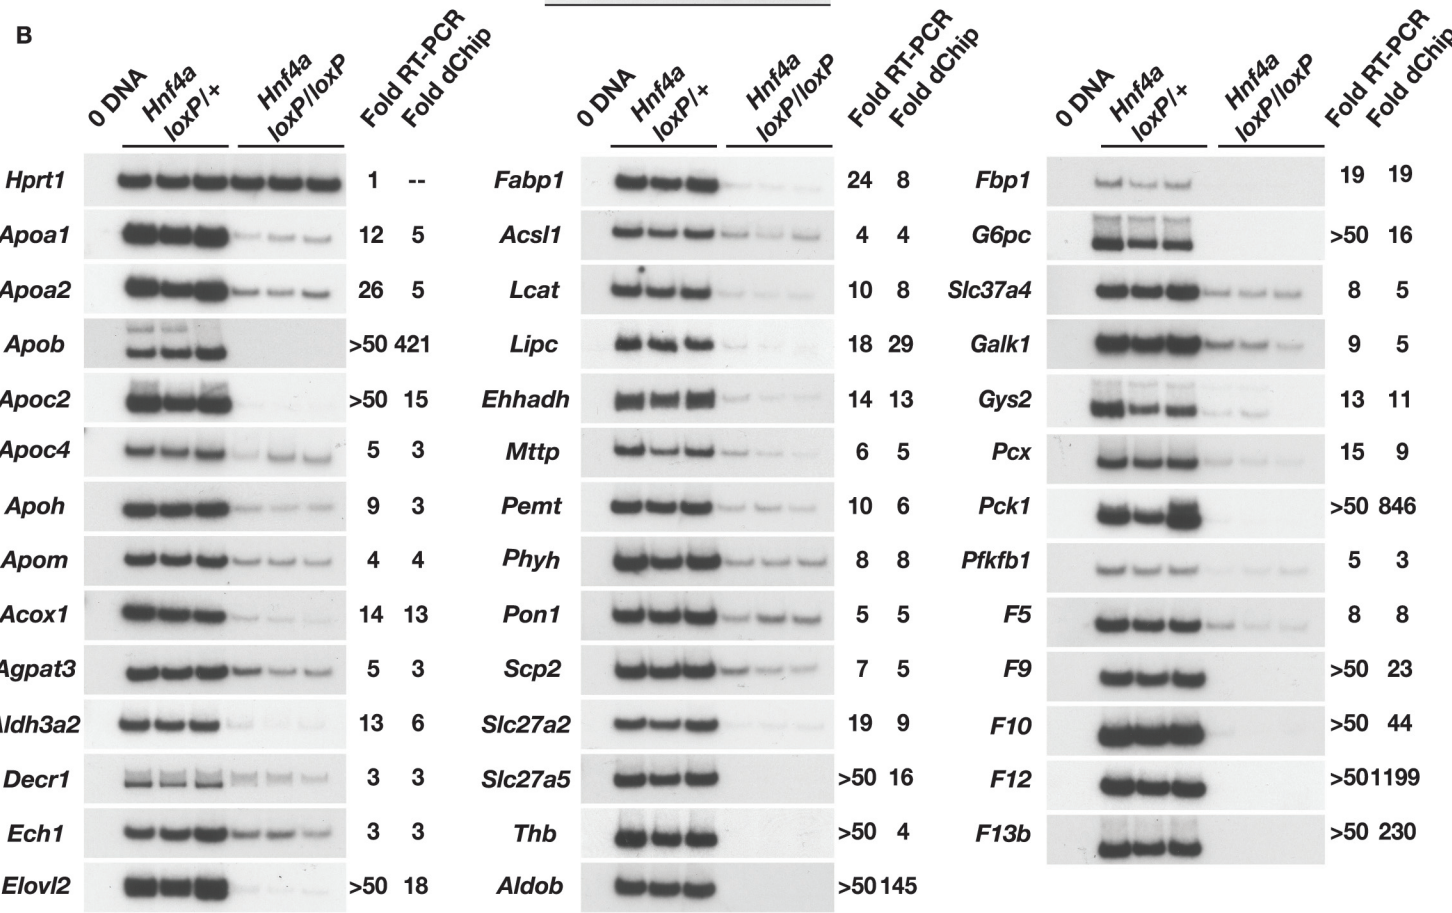 B
0 DNA Hnf4a loxP/+ Hnf4a loxP/loxP Fold RT-PCR Fold dChip
Hprt1 1 --
Apoa1 12 5
Apoa2 26 5
Apob >50 421
Apoc2 >50 15
Apoc4 5 3
Apoh 9 3
Apom 4 4
Acox1 14 13
Agpat3 5 3
Aldh3a2 13 6
Decr1 3 3
Ech1 3 3
Elovl2 >50 18
0 DNA Hnf4a loxP/+ Hnf4a loxP/loxP Fold RT-PCR Fold dChip
Fabp1 24 8
Acsl1 4 4
Lcat 10 8
Lipc 18 29
Ehhadh 14 13
Mttp 6 5
Pemt 10 6
Phyh 8 8
Pon1 5 5
Scp2 7 5
Slc27a2 19 9
Slc27a5 >50 16
Thb >50 4
Aldob >50 145
0 DNA Hnf4a loxP/+ Hnf4a loxP/loxP Fold RT-PCR Fold dChip
Fbp1 19 19
G6pc >50 16
Slc37a4 8 5
Galk1 9 5
Gys2 13 11
Pcx 15 9
Pck1 >50 846
Pfkfb1 5 3
F5 8 8
F9 >50 23
F10 >50 44
F12 >50 1199
F13b >50 230